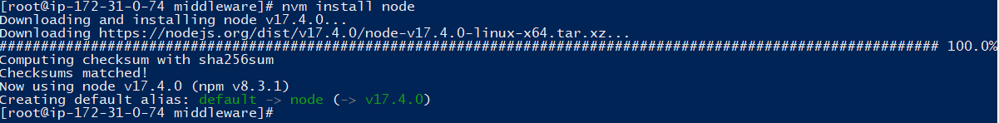 [root@ip-172-31-0-74 middleware]# nvm install node
Downloading and installing node v17.4.0...
Downloading https://nodejs.org/dist/v17.4.0/node-v17.4.0-linux-x64.tar.xz...
################################################################################################################# 100.0%
Computing checksum with sha256sum
Checksums matched!
Now using node v17.4.0 (npm v8.3.1)
Creating default alias: default -> node (-> v17.4.0)
[root@ip-172-31-0-74 middleware]#